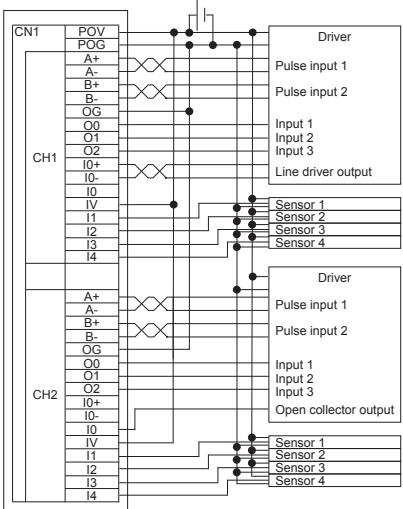 CN1 POV
POG
Driver
A+
A-
Pulse input 1
B+
B-
Pulse input 2
OG
O0
Input 1
O1
Input 2
O2
Input 3
CH1
I0+
I0-
Line driver output
I0
IV
Sensor 1
I1
Sensor 2
I2
Sensor 3
I3
Sensor 4
I4
Driver
A+
A-
Pulse input 1
B+
B-
Pulse input 2
OG
O0
Input 1
O1
Input 2
O2
Input 3
CH2
I0+
I0-
Open collector output
I0
IV
Sensor 1
I1
Sensor 2
I2
Sensor 3
I3
Sensor 4
I4